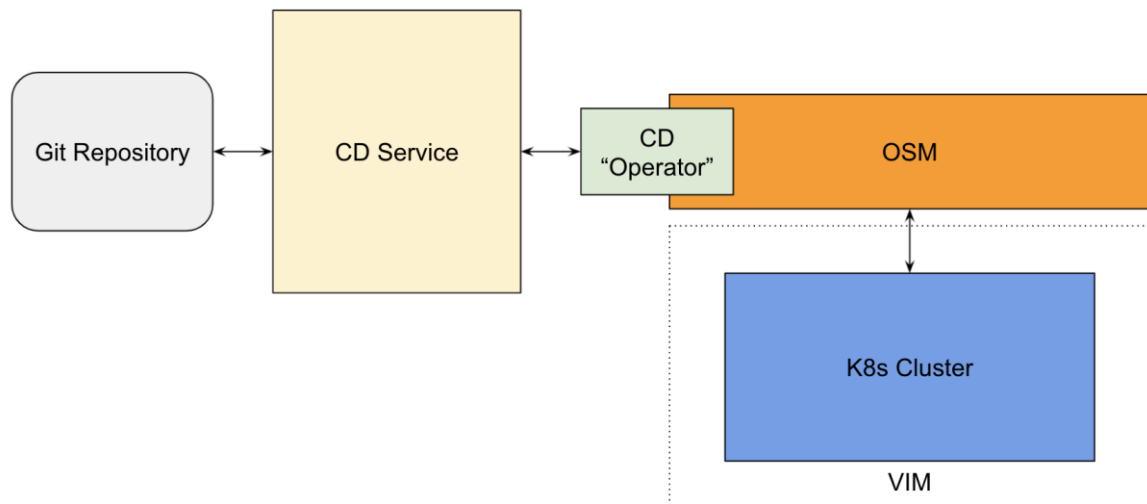 Git Repository
CD Service
CD
“Operator”
OSM
K8s Cluster
VIM